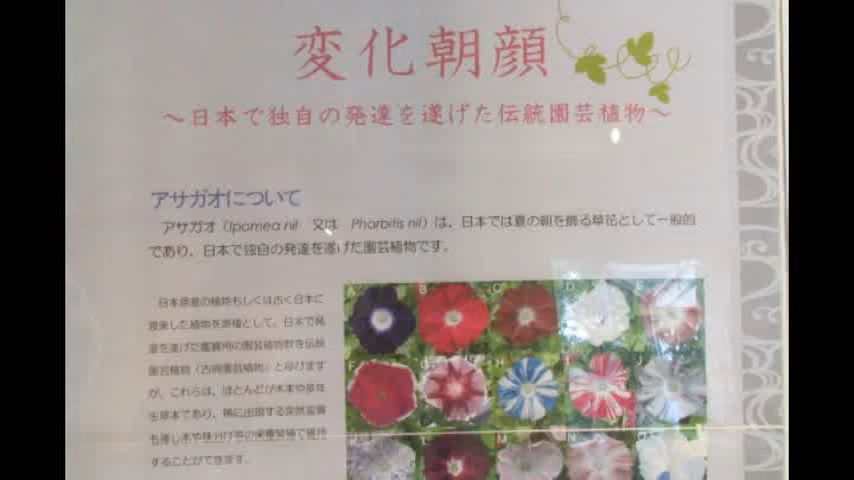 変化朝顔
～日本で独自の発達を遂げた伝統園芸植物～
アサガオについて
アサガオ（Ipomea nil 又は Pharbitis nil）は、日本では夏の朝を飾る草花として一般的
であり、日本で独自の発達を遂げた園芸植物です。
日本原産の植物もしくは古く日本に
渡来した植物を原種として、日本で発
達を遂げた鑑賞用の園芸植物群を伝統
園芸植物（古典園芸植物）と呼びます
が、これらは、ほとんどが木本や多年
生草本であり、稀に出現する突然変異
も挿し木や株分け等の栄養繁殖で維持
することができます。
A B C D E
F G H I J
L M N O